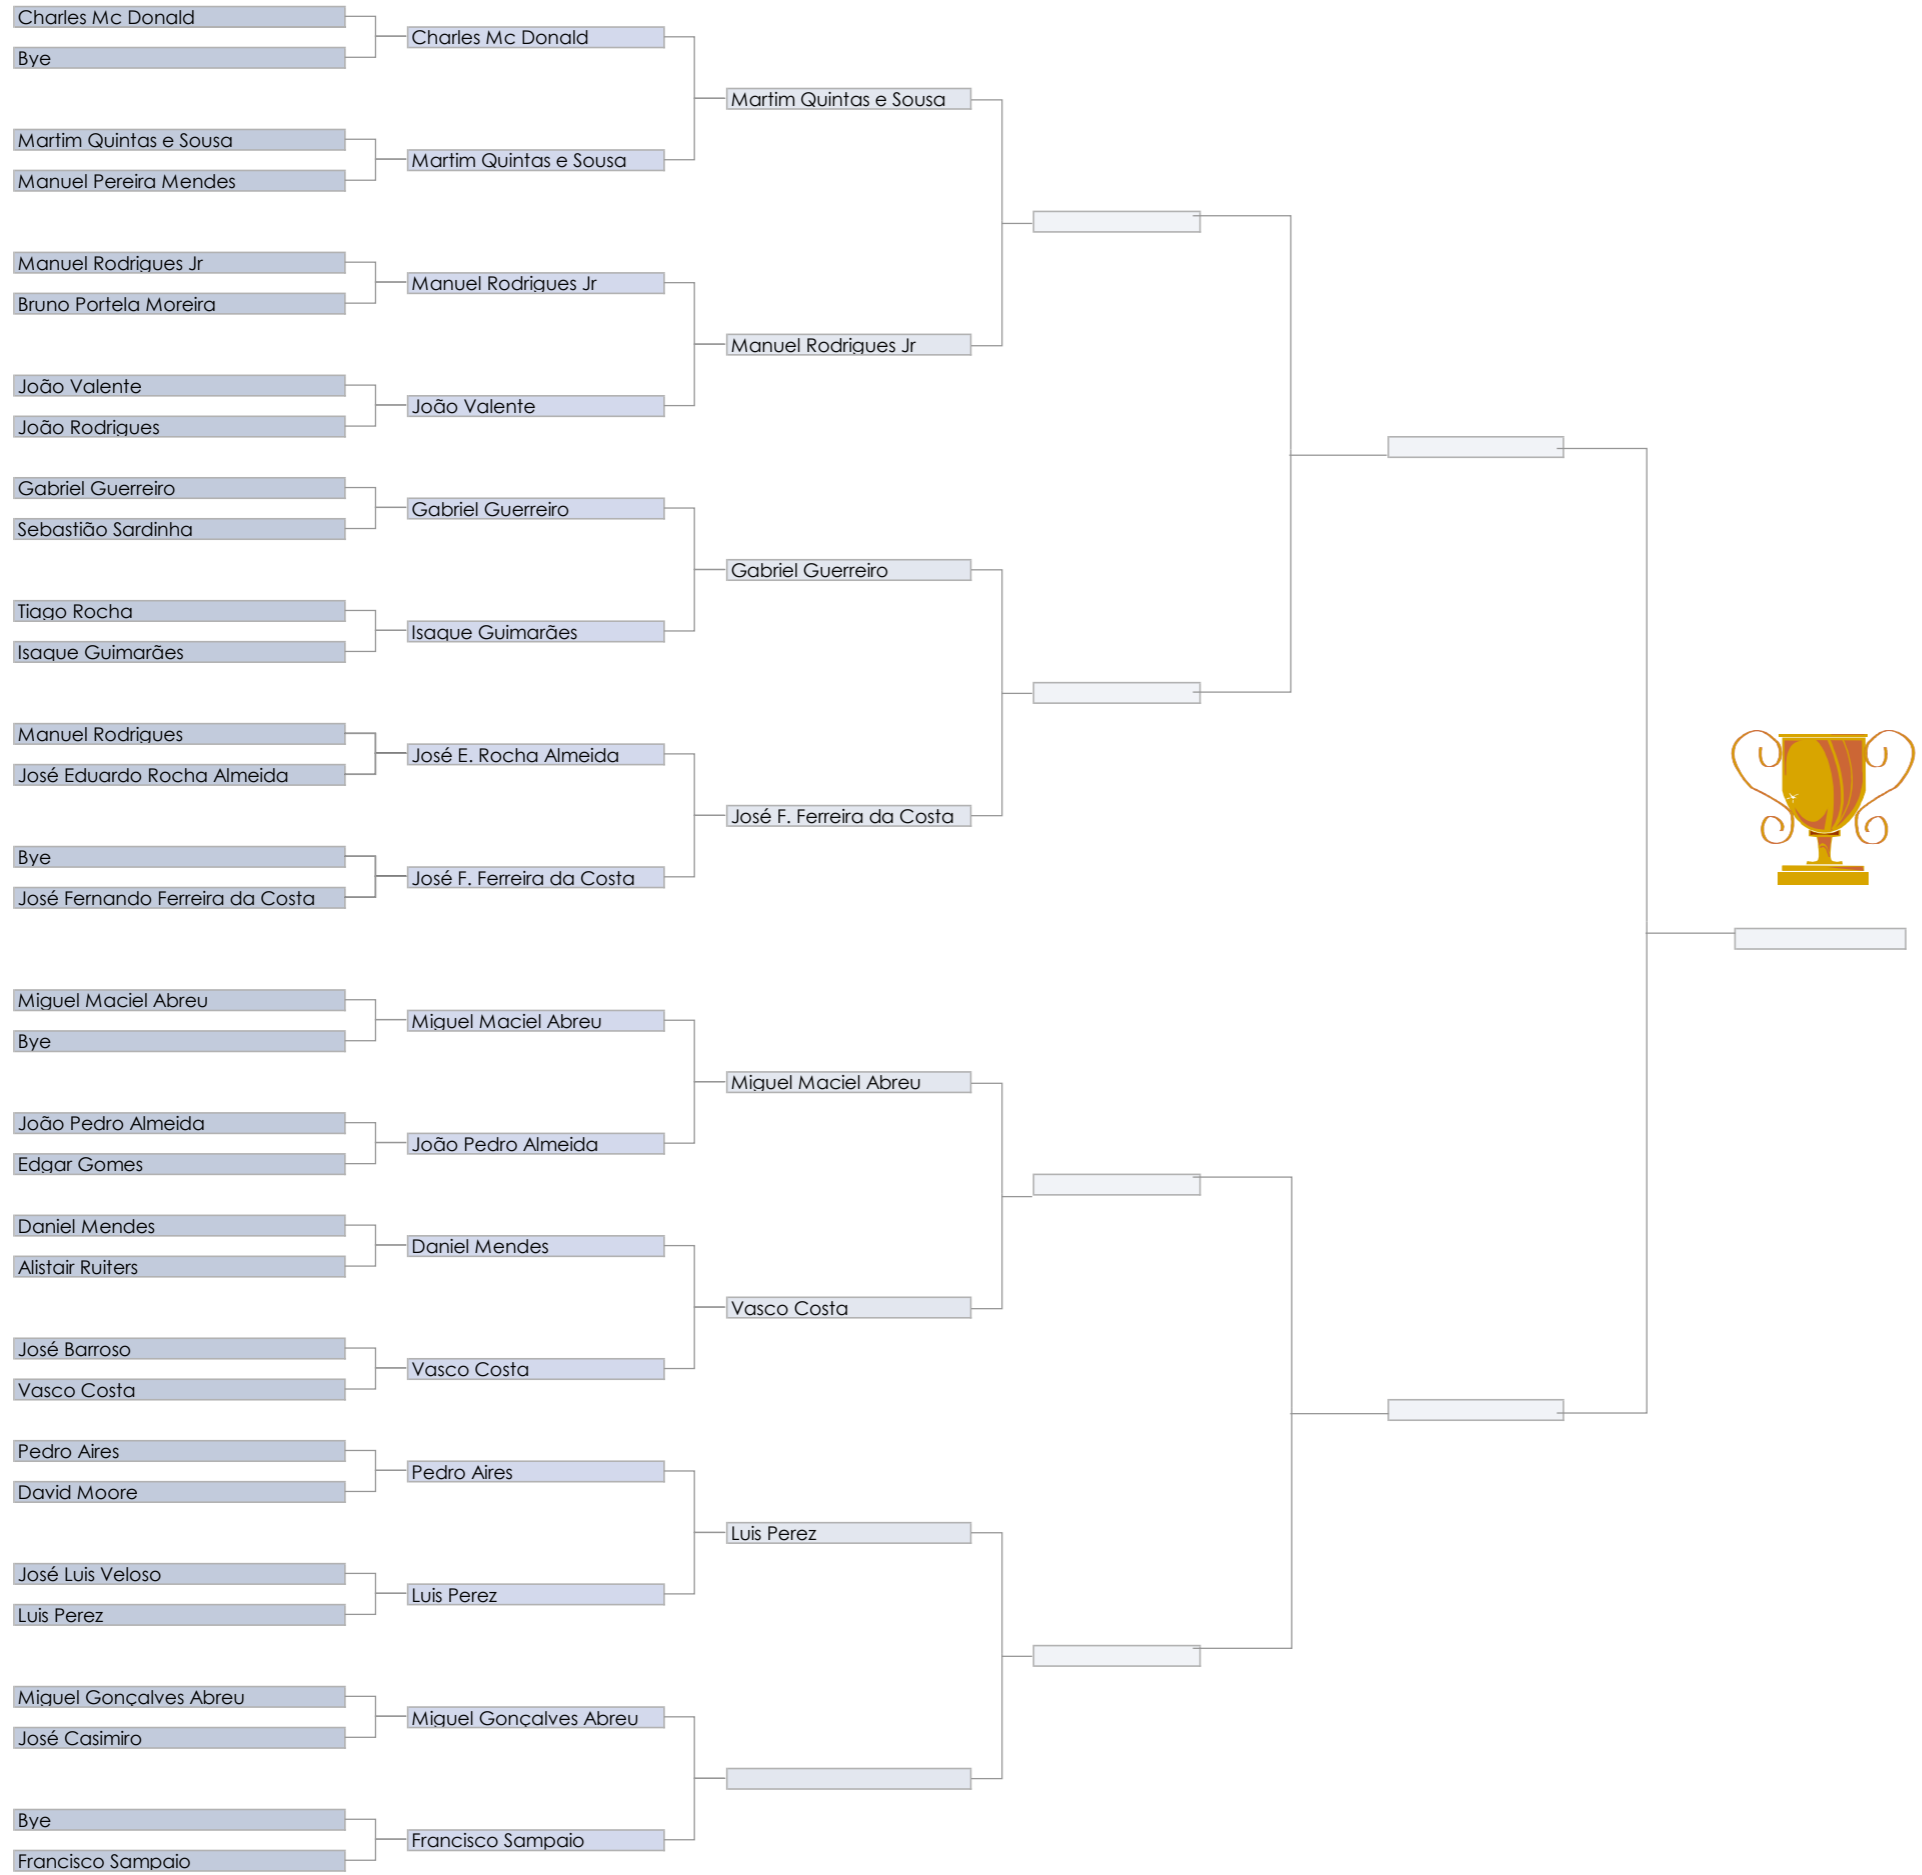 Charles Mc Donald
Bye
Martim Quintas e Sousa
Manuel Pereira Mendes
Manuel Rodrigues Jr
Bruno Portela Moreira
João Valente
João Rodrigues
Gabriel Guerreiro
Sebastião Sardinha
Tiago Rocha
Isaque Guimarães
Manuel Rodrigues
José Eduardo Rocha Almeida
Bye
José Fernando Ferreira da Costa
Miguel Maciel Abreu
Bye
João Pedro Almeida
Edgar Gomes
Daniel Mendes
Alistair Ruiters
José Barroso
Vasco Costa
Pedro Aires
David Moore
José Luis Veloso
Luis Perez
Miguel Gonçalves Abreu
José Casimiro
Bye
Francisco Sampaio
Charles Mc Donald
Martim Quintas e Sousa
Manuel Rodrigues Jr
João Valente
Gabriel Guerreiro
Isaque Guimarães
José E. Rocha Almeida
José F. Ferreira da Costa
Miguel Maciel Abreu
João Pedro Almeida
Daniel Mendes
Vasco Costa
Pedro Aires
Luis Perez
Miguel Gonçalves Abreu
Francisco Sampaio
Martim Quintas e Sousa
Manuel Rodrigues Jr
Gabriel Guerreiro
José F. Ferreira da Costa
Miguel Maciel Abreu
Vasco Costa
Luis Perez